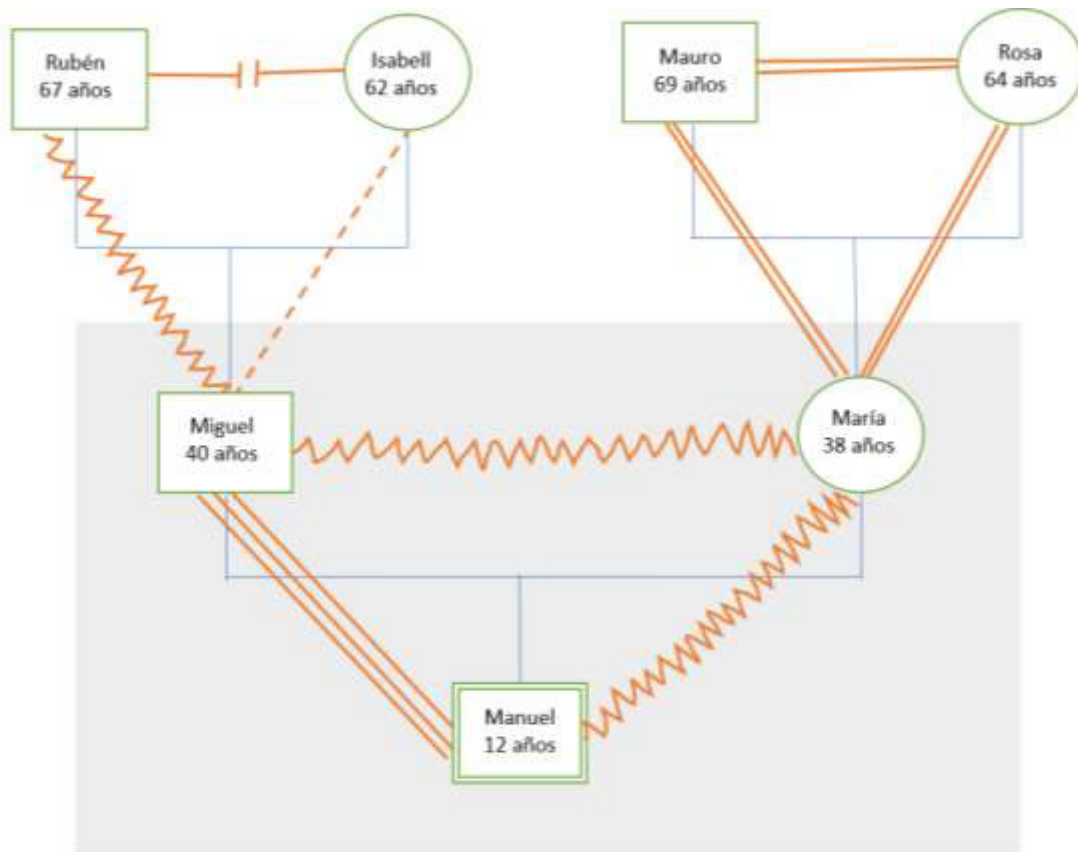 Rubén
67 años
Isabell
62 años
Mauro
69 años
Rosa
64 años
Miguel
40 años
María
38 años
Manuel
12 años